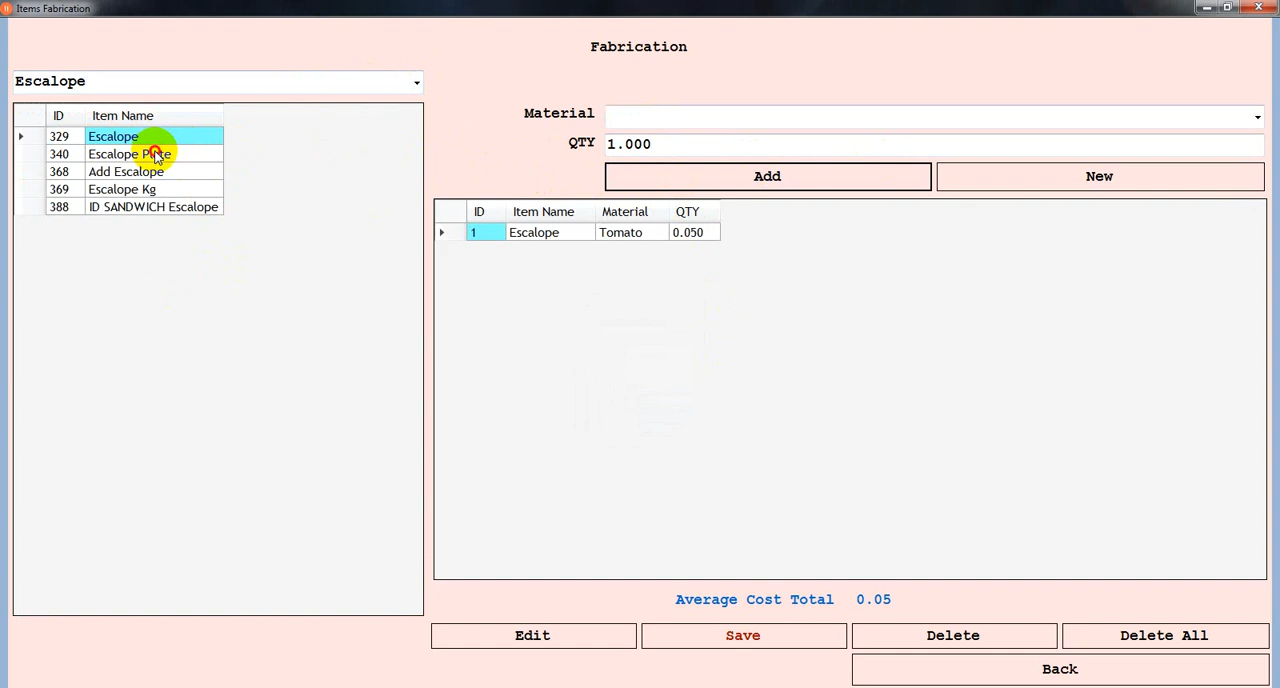 Items Fabrication
Fabrication
Escalope
ID Item Name
329 Escalope
340 Escalope
368 Add Escalope
369 Escalope Kg
388 ID SANDWICH Escalope
Material
QTY 1.000
Add New
ID Item Name Material QTY
1 Escalope Tomato 0.050
Average Cost Total 0.05
Edit Save Delete Delete All
Back